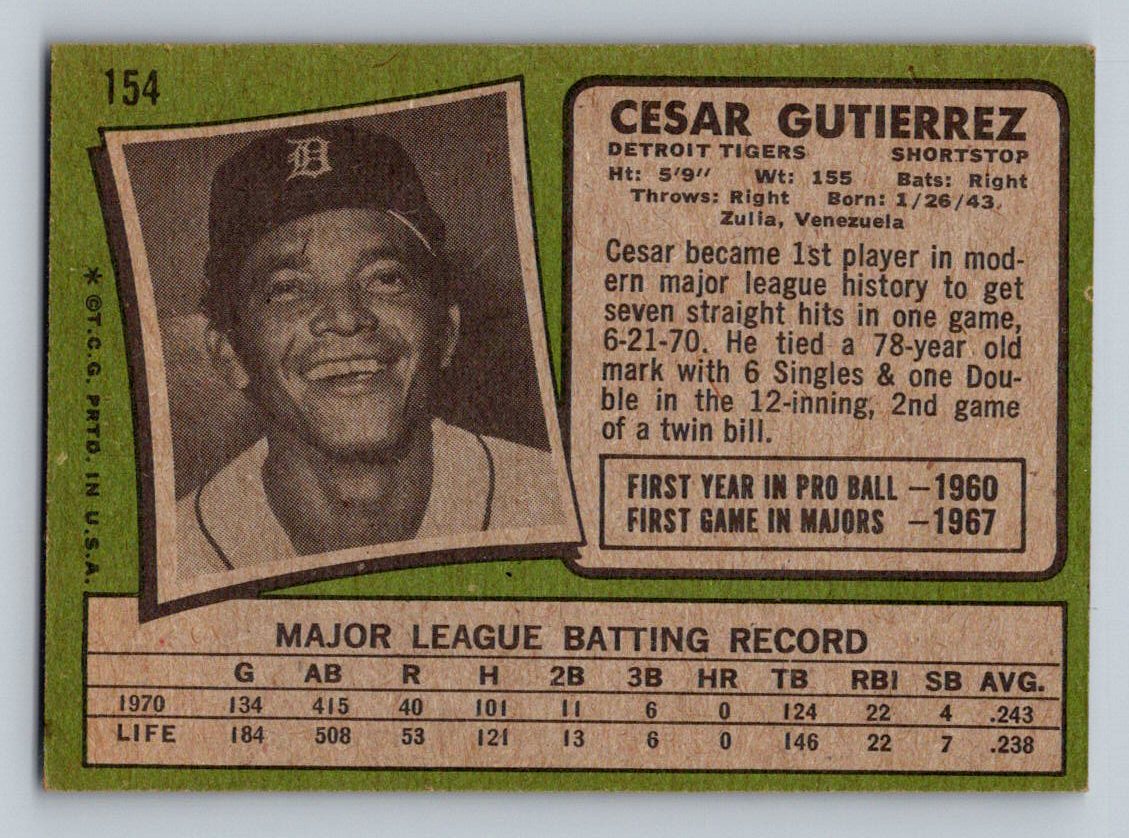 154
D
* ©T.C.G. PRTD. IN U.S.A.
CESAR GUTIERREZ
DETROIT TIGERS SHORTSTOP
Ht: 5'9" Wt: 155 Bats: Right
Throws: Right Born: 1/26/43
Zulia, Venezuela
Cesar became 1st player in mod-
ern major league history to get
seven straight hits in one game,
6-21-70. He tied a 78-year old
mark with 6 Singles & one Dou-
ble in the 12-inning, 2nd game
of a twin bill.
FIRST YEAR IN PRO BALL —1960
FIRST GAME IN MAJORS —1967
MAJOR LEAGUE BATTING RECORD
G AB R H 2B 3B HR TB RBI SB AVG.
1970 134 415 40 101 11 6 0 124 22 4 .243
LIFE 184 508 53 121 13 6 0 146 22 7 .238